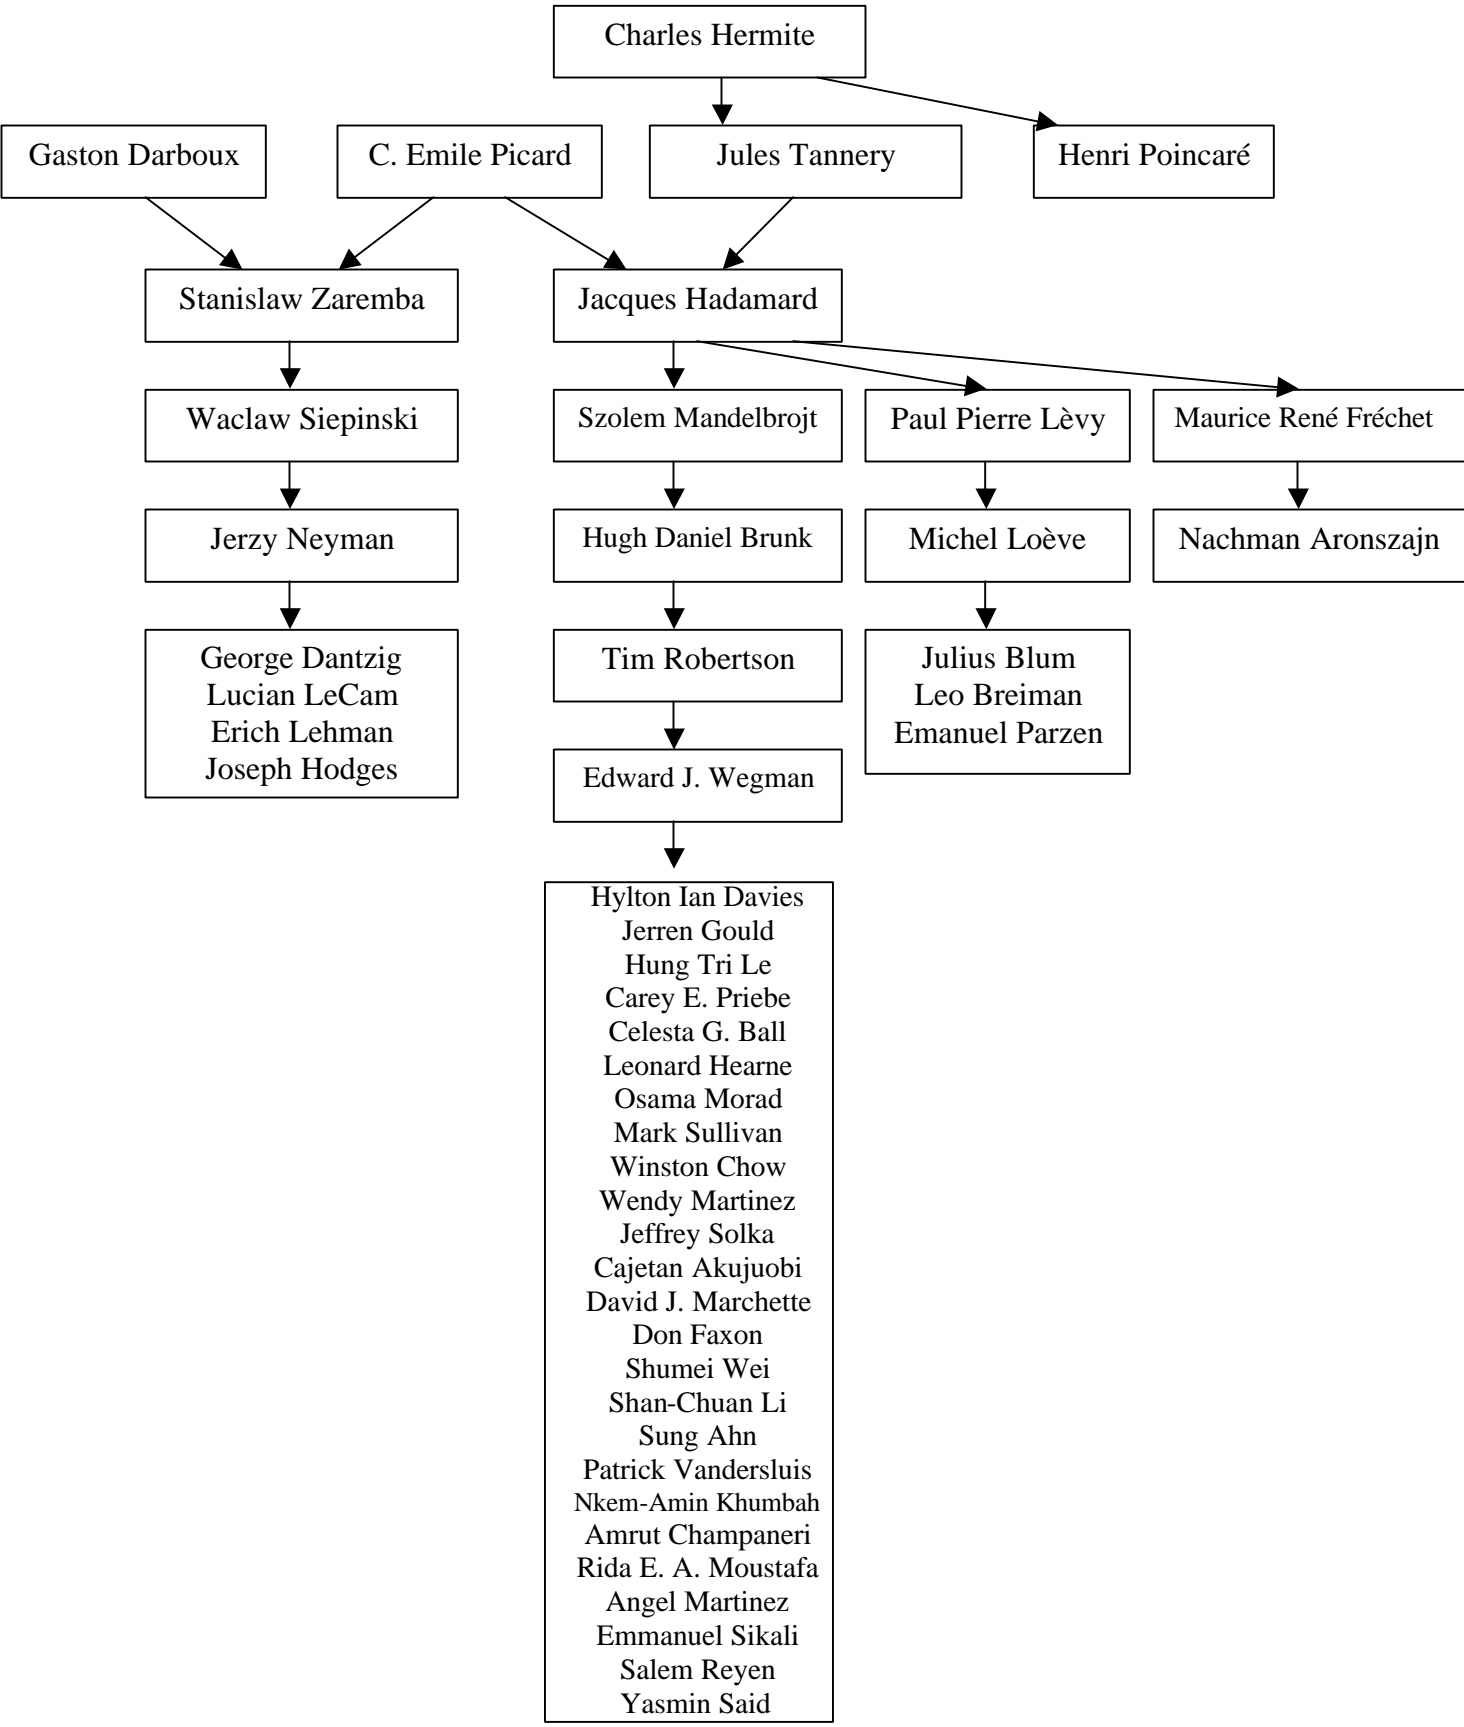 Charles Hermite
Gaston Darboux
C. Emile Picard
Jules Tannery
Henri Poincaré
Stanislaw Zaremba
Jacques Hadamard
Waclaw Siepinski
Szolem Mandelbrojt
Paul Pierre Lèvy
Maurice René Fréchet
Jerzy Neyman
Hugh Daniel Brunk
Michel Loève
Nachman Aronszajn
George Dantzig
Lucian LeCam
Erich Lehman
Joseph Hodges
Tim Robertson
Julius Blum
Leo Breiman
Emanuel Parzen
Edward J. Wegman
Hylton Ian Davies
Jerren Gould
Hung Tri Le
Carey E. Priebe
Celesta G. Ball
Leonard Hearne
Osama Morad
Mark Sullivan
Winston Chow
Wendy Martinez
Jeffrey Solka
Cajetan Akujuobi
David J. Marchette
Don Faxon
Shumei Wei
Shan-Chuan Li
Sung Ahn
Patrick Vandersluis
Nkem-Amin Khumbah
Amrut Champaneri
Rida E. A. Moustafa
Angel Martinez
Emmanuel Sikali
Salem Reyen
Yasmin Said